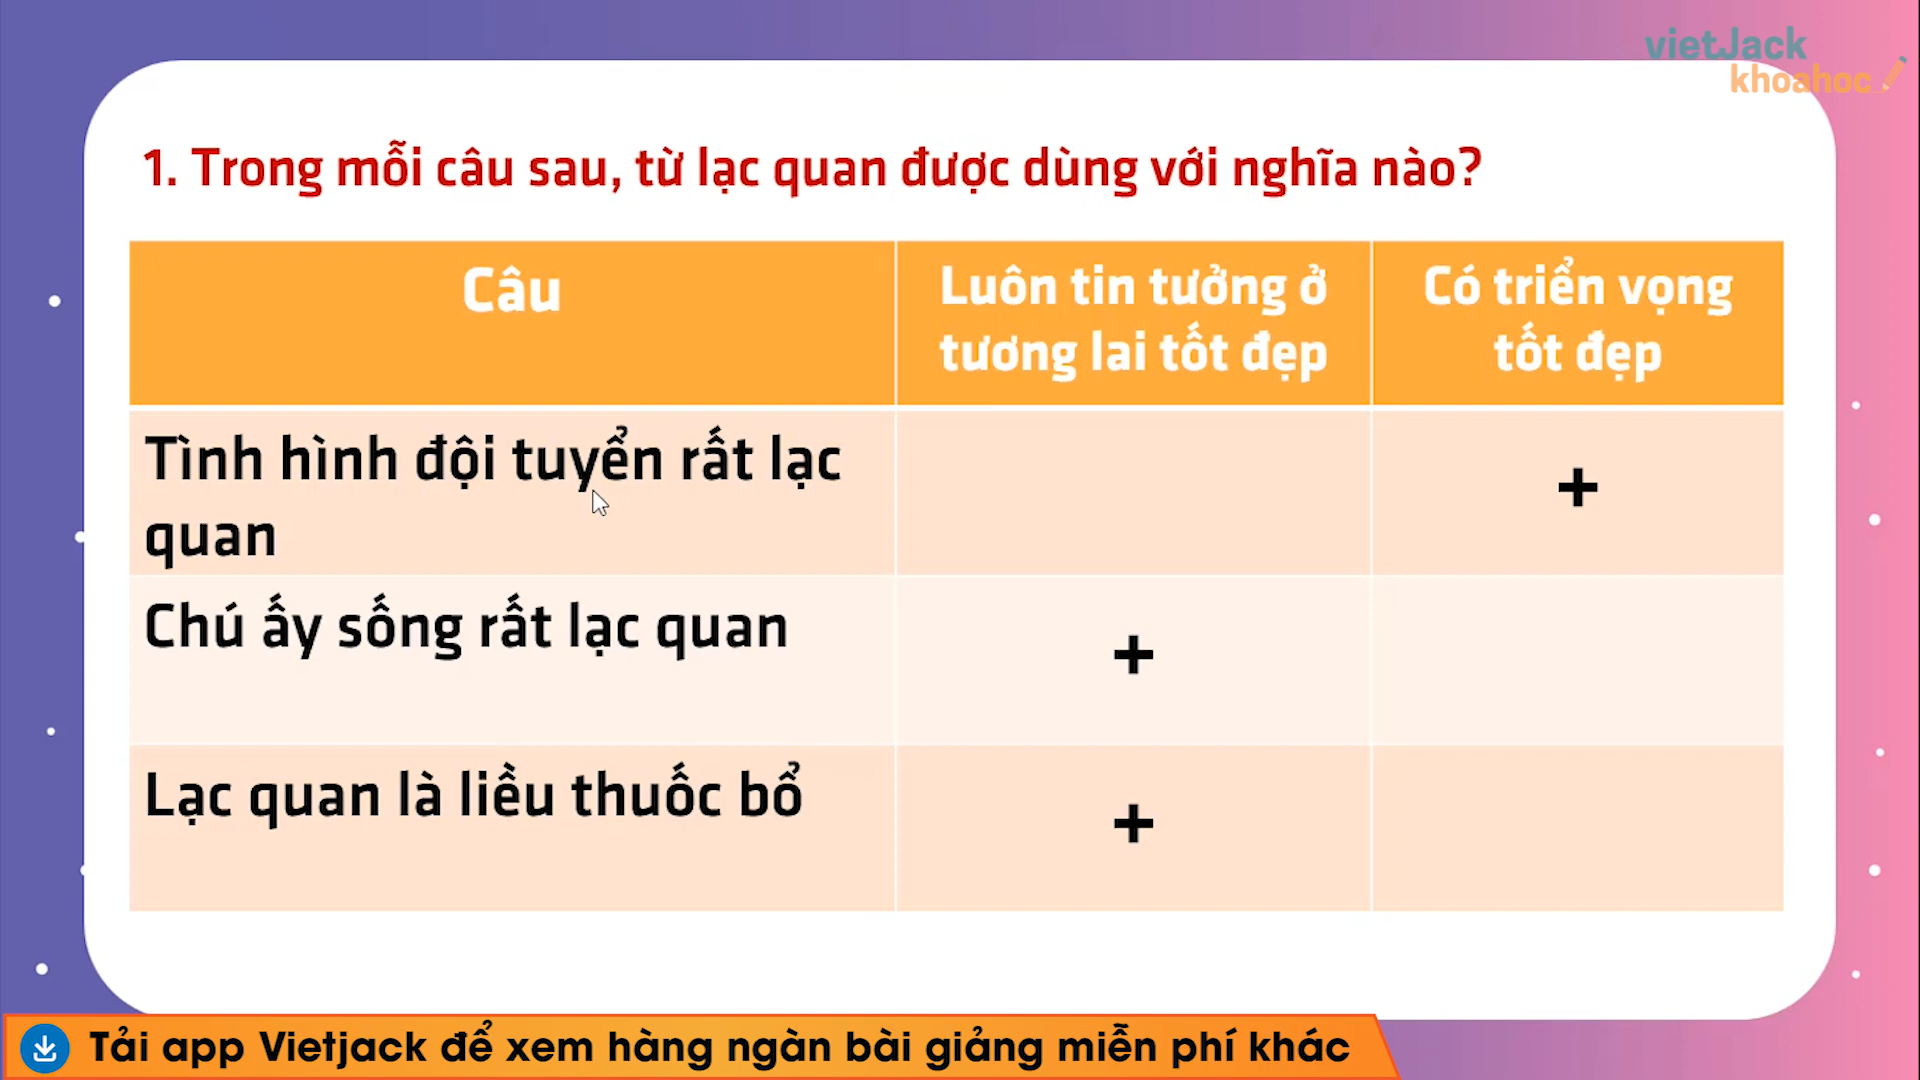 vietJack
khoahoc
1. Trong mỗi câu sau, từ lạc quan được dùng với nghĩa nào?
Câu
Luôn tin tưởng ở
tương lai tốt đẹp
Có triển vọng
tốt đẹp
Tình hình đội tuyển rất lạc
quan
+
Chú ấy sống rất lạc quan
+
Lạc quan là liều thuốc bổ
+
Tải app Vietjack để xem hàng ngàn bài giảng miễn phí khác